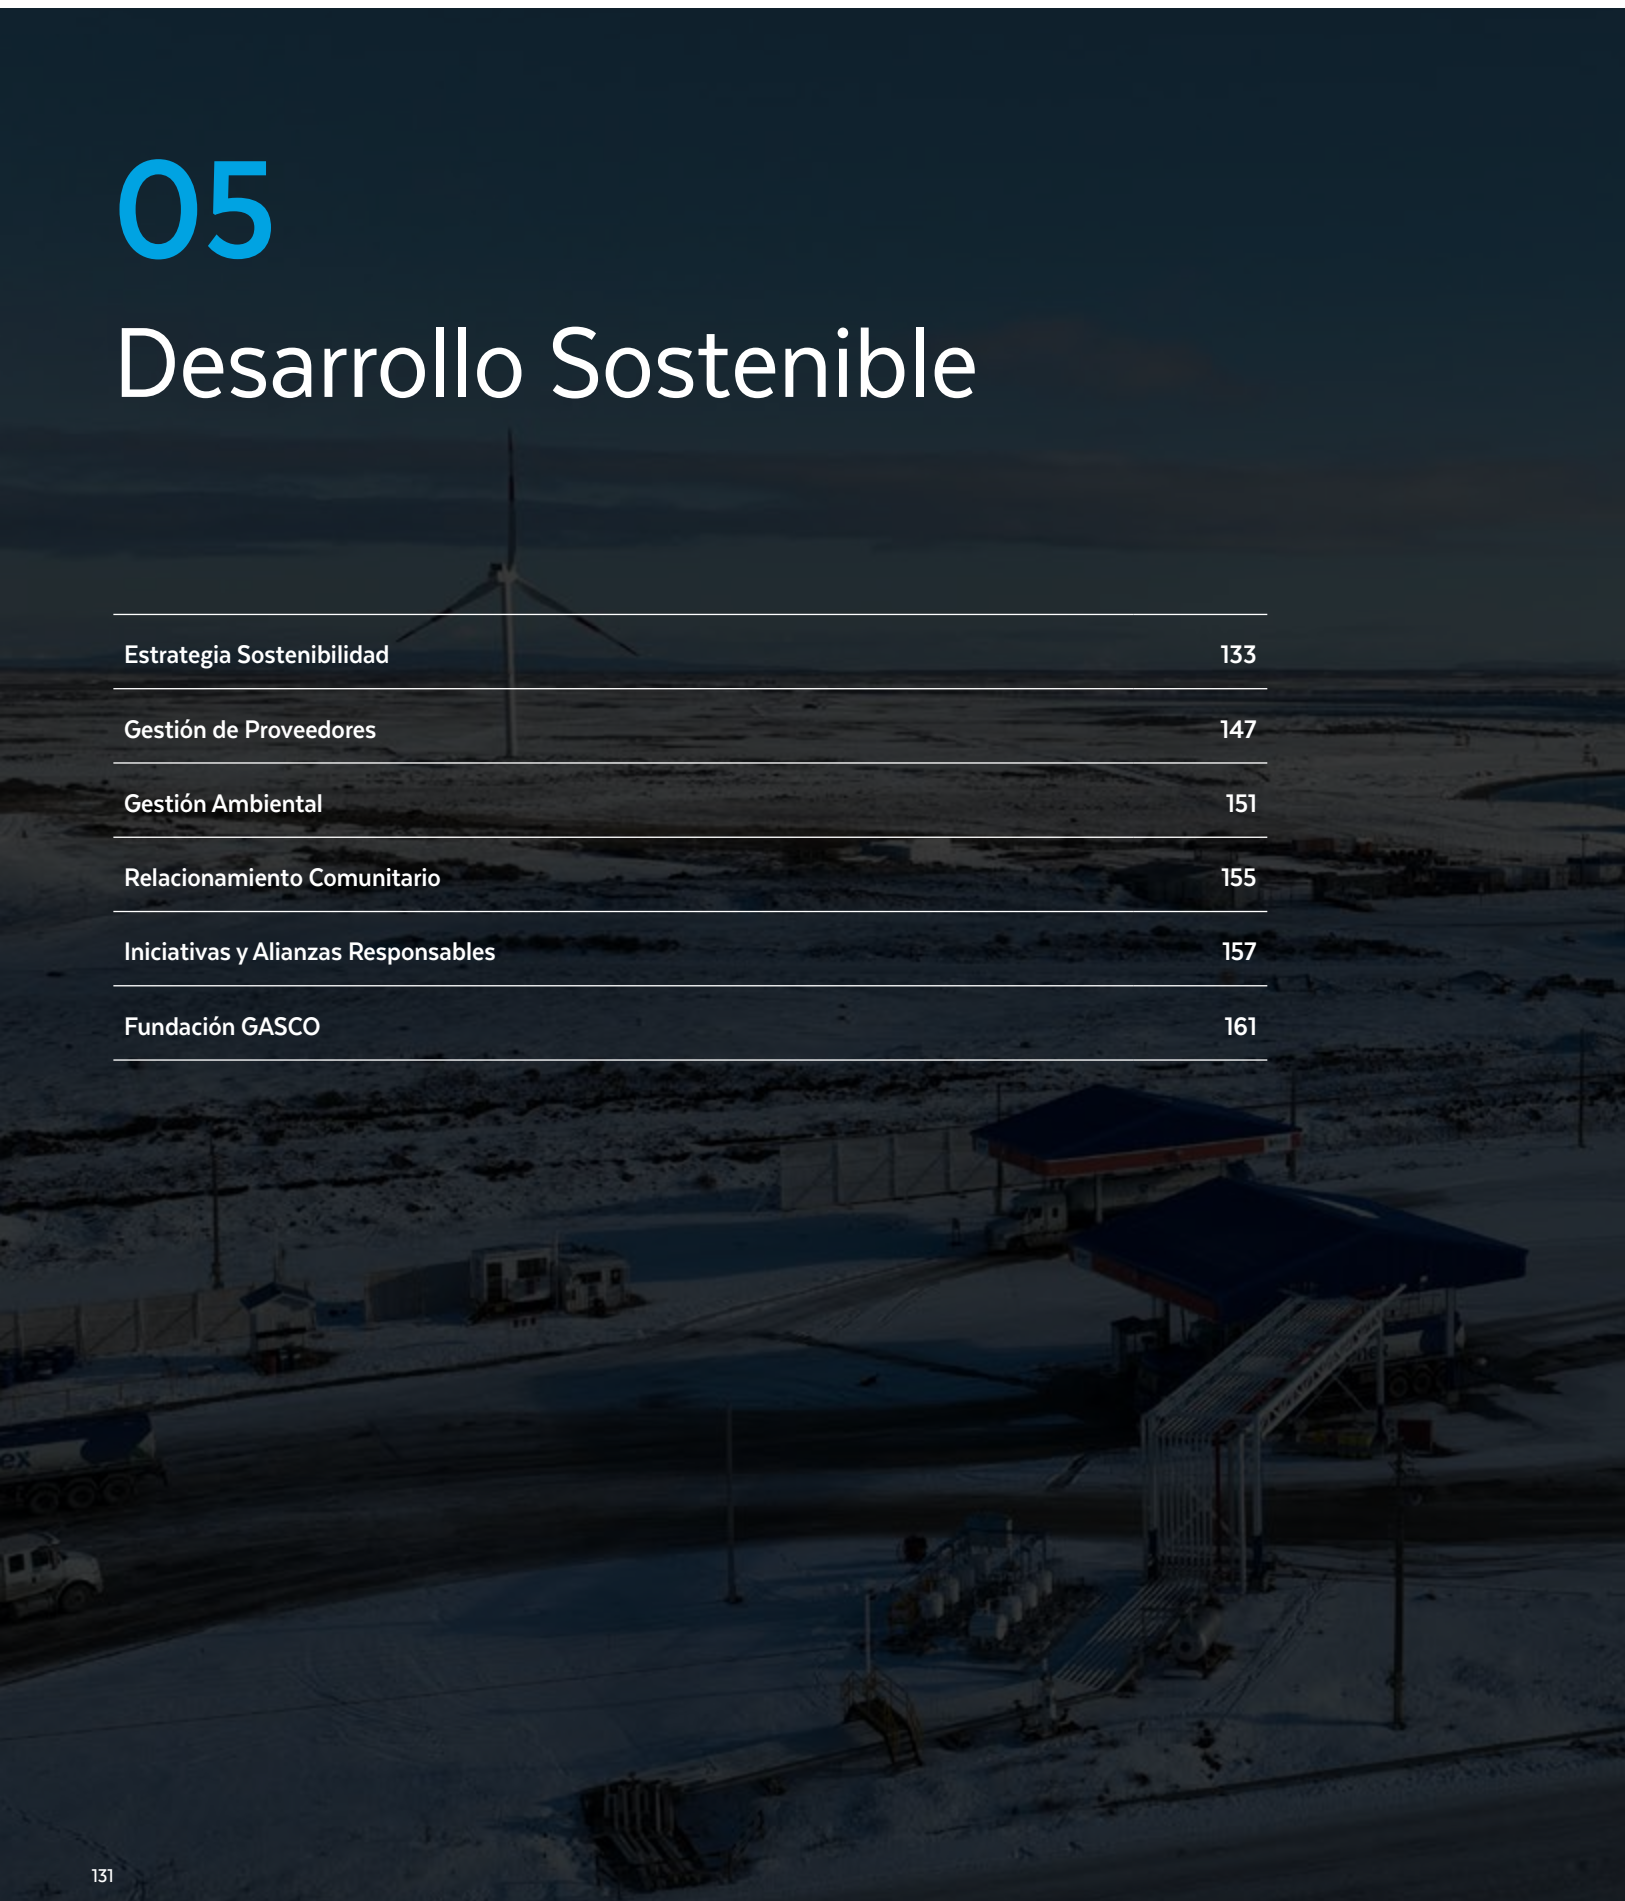 05
Desarrollo Sostenible
Estrategia Sostenibilidad 133
Gestión de Proveedores 147
Gestión Ambiental 151
Relacionamiento Comunitario 155
Iniciativas y Alianzas Responsables 157
Fundación GASCO 161
ex
131